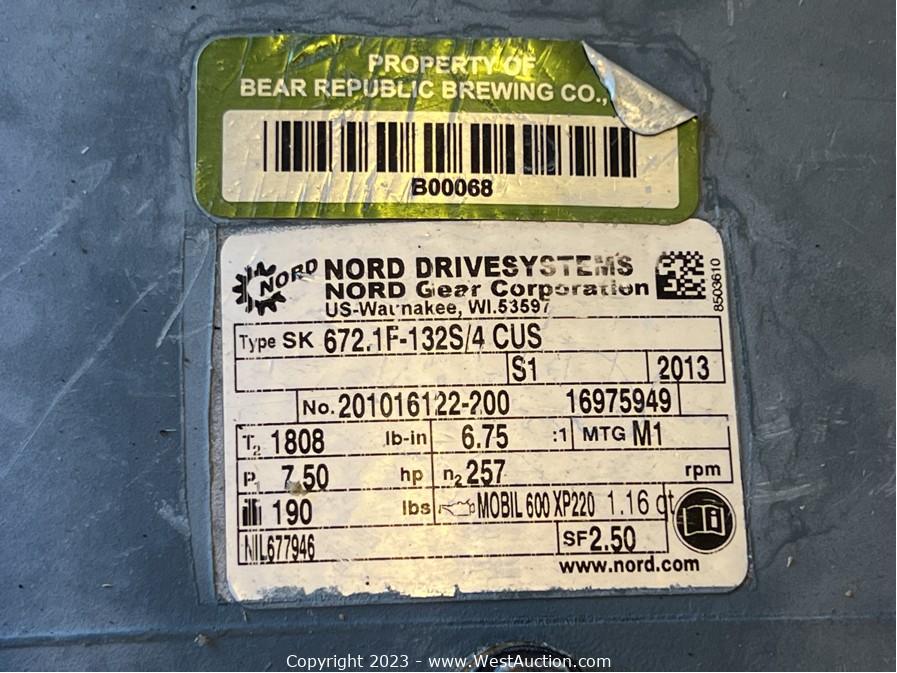 PROPERTY OF
BEAR REPUBLIC BREWING CO.,
B00068
NORD NORD DRIVESYSTEMS
NORD Gear Corporation
US-Waunakee, WI.53597
8503610
Type SK 672.1F-132S/4 CUS
S1 2013
No. 201016122-200 16975949
T2 1808 lb-in 6.75 :1 MTG M1
P1 7.50 hp n2 257 rpm
190 lbs MOBIL 600 XP220 1.16 qt
NIL677946 SF 2.50
www.nord.com
Copyright 2023 - www.WestAuction.com